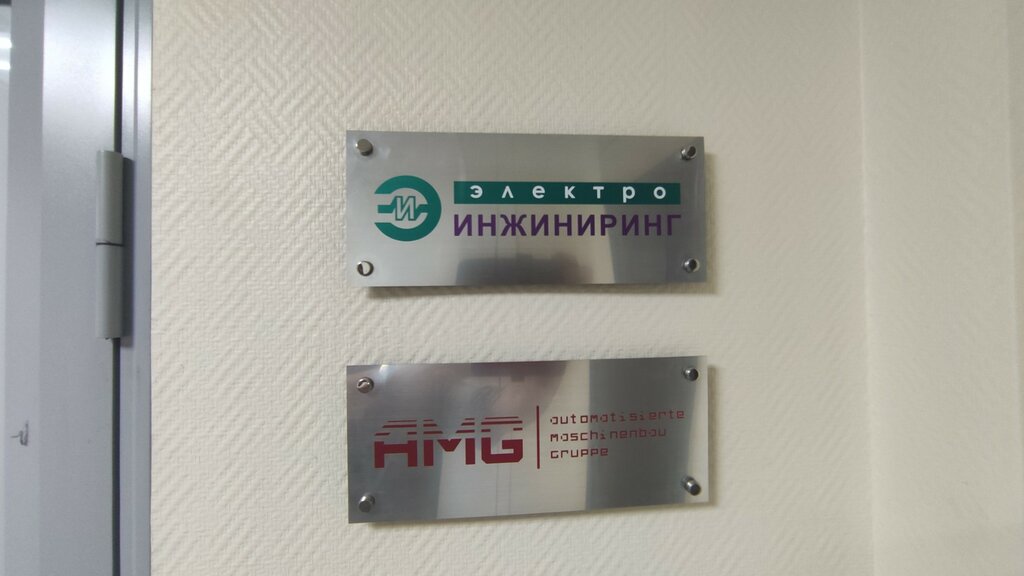 ЭИ
электро
ИНЖИНИРИНГ
AMG
automatisierte
maschinenbau
gruppe